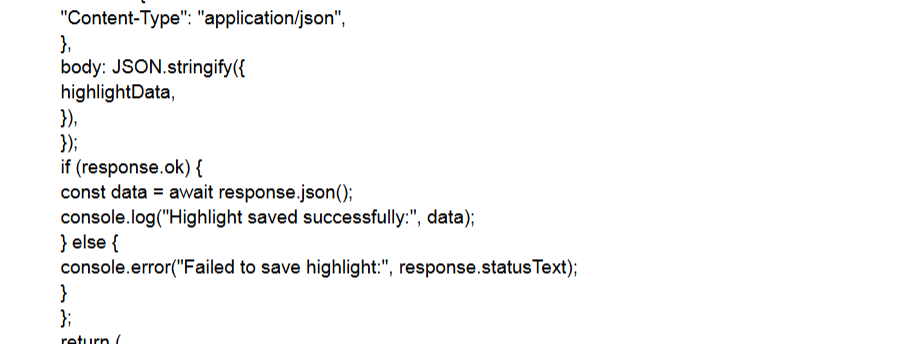 "Content-Type": "application/json",
},
body: JSON.stringify({
highlightData,
}),
});
if (response.ok) {
const data = await response.json();
console.log("Highlight saved successfully:", data);
} else {
console.error("Failed to save highlight:", response.statusText);
}
};
return (